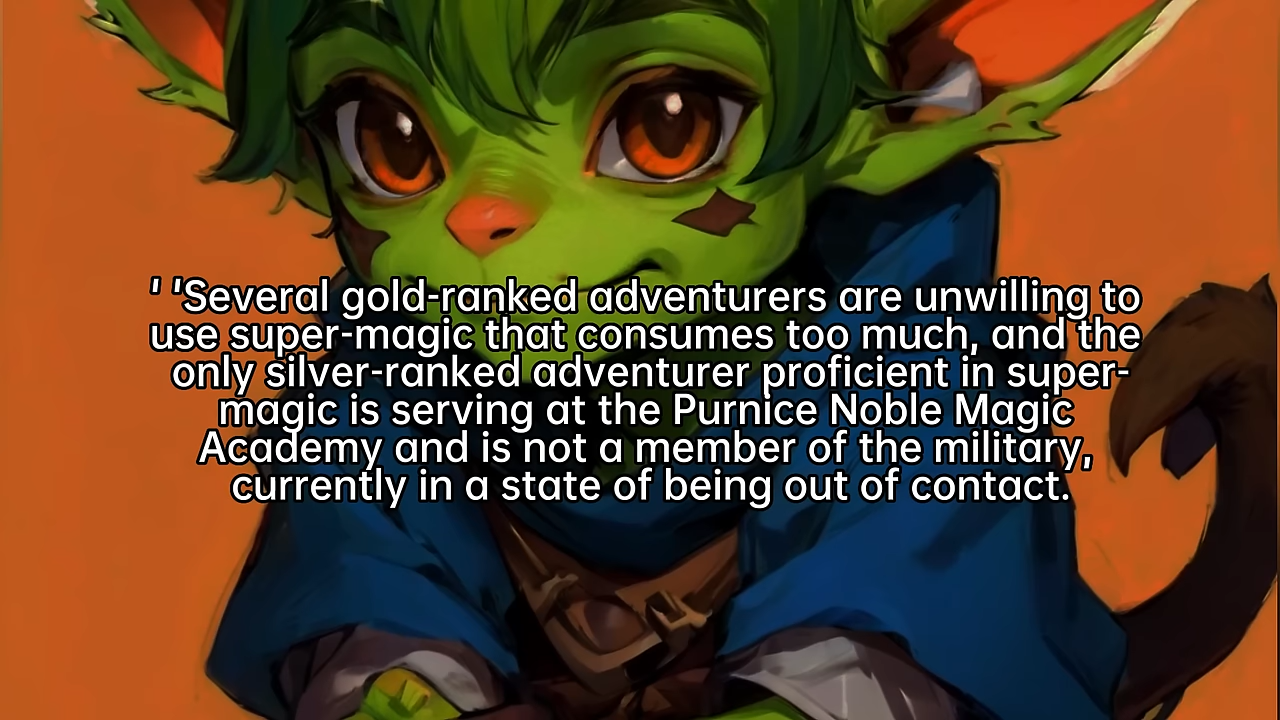 ' 'Several gold-ranked adventurers are unwilling to
use super-magic that consumes too much, and the
only silver-ranked adventurer proficient in super-
magic is serving at the Purnice Noble Magic
Academy and is not a member of the military,
currently in a state of being out of contact.